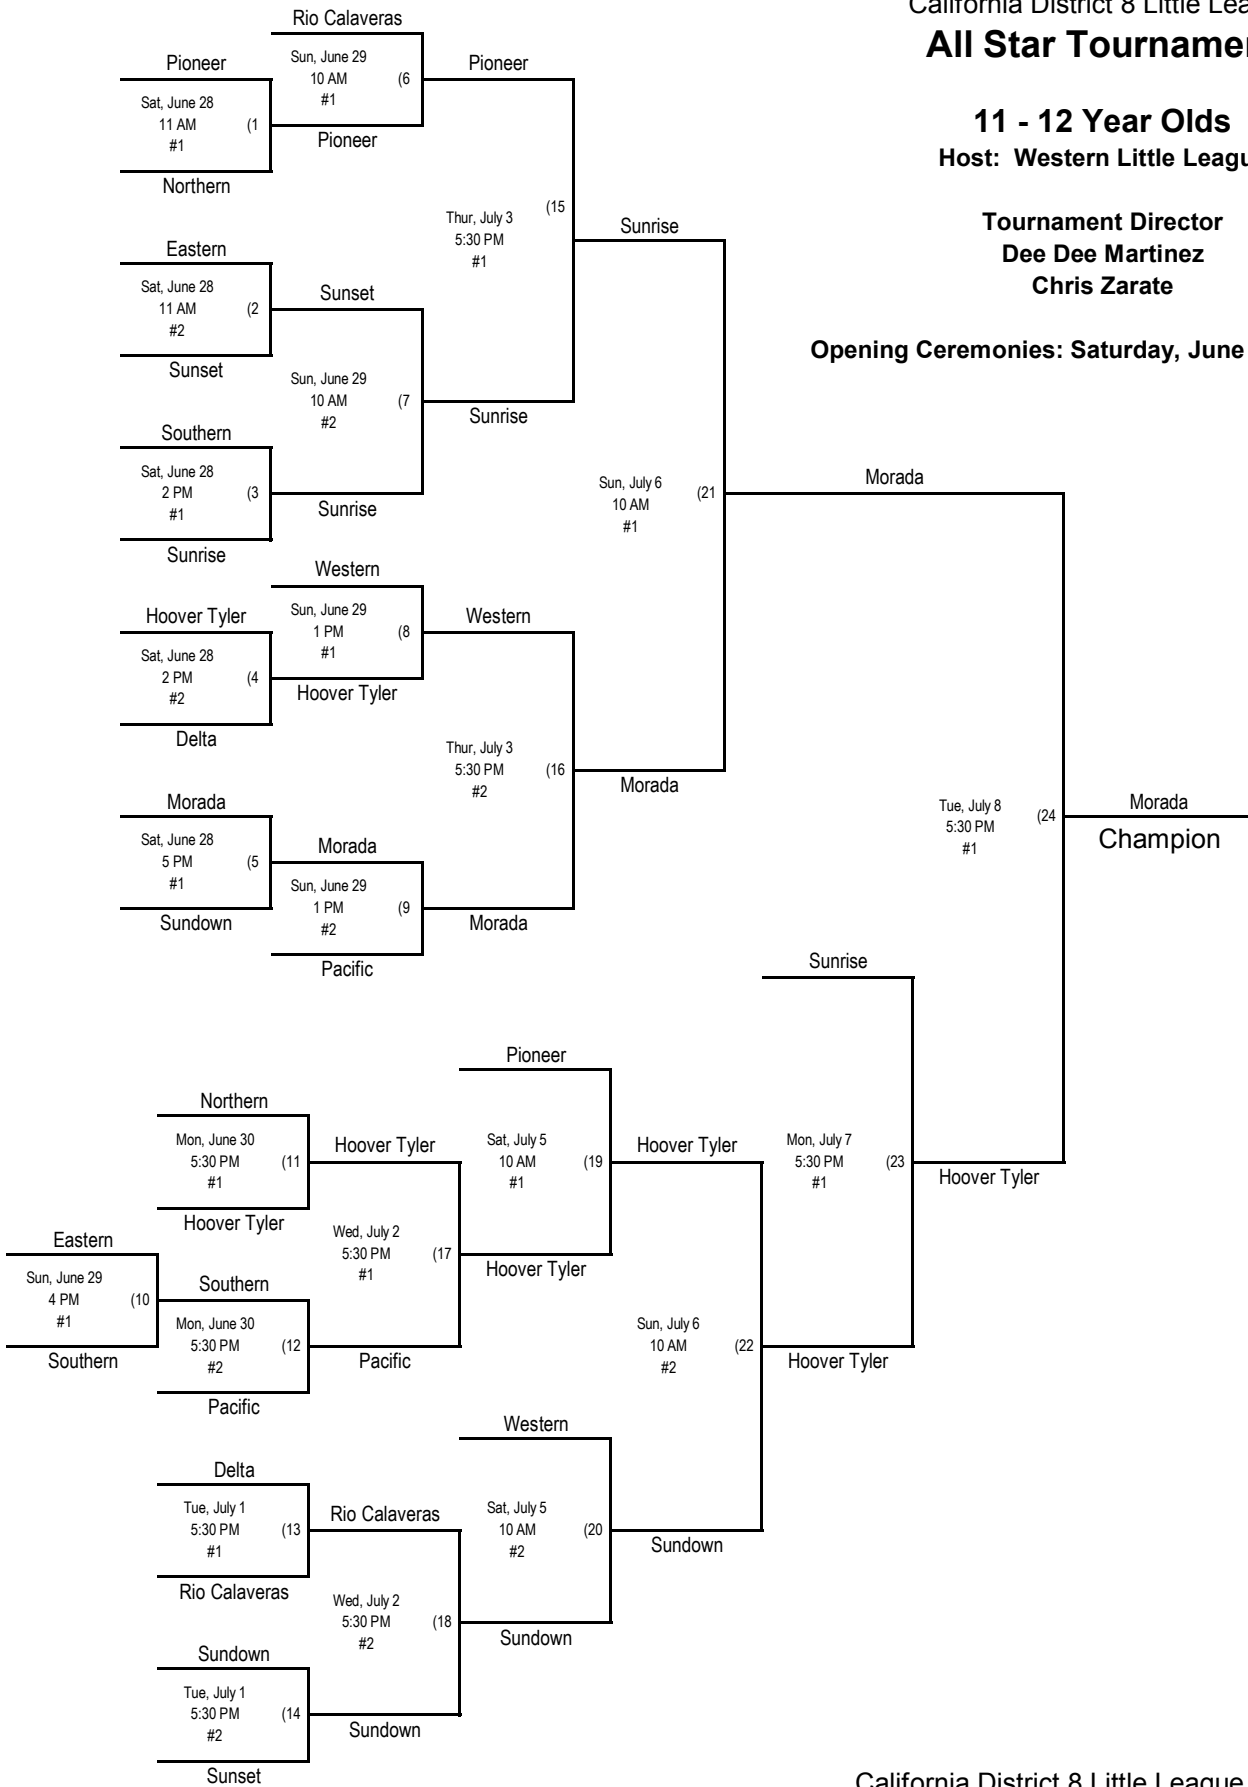 California District 8 Little Lea
All Star Tournamen
11 - 12 Year Olds
Host: Western Little Leagu
Tournament Director
Dee Dee Martinez
Chris Zarate
Opening Ceremonies: Saturday, June
Rio Calaveras
Sun, June 29
10 AM
(6
#1
Pioneer
Pioneer
Sat, June 28
11 AM
(1
#1
Northern
Pioneer
Thur, July 3
5:30 PM
(15
#1
Sunrise
Eastern
Sat, June 28
11 AM
(2
#2
Sunset
Sunset
Sun, June 29
10 AM
(7
#2
Sunrise
Sunrise
Southern
Sat, June 28
2 PM
(3
#1
Sunrise
Sun, July 6
10 AM
(21
#1
Morada
Western
Sun, June 29
1 PM
(8
#1
Hoover Tyler
Western
Hoover Tyler
Sat, June 28
2 PM
(4
#2
Delta
Thur, July 3
5:30 PM
(16
#2
Morada
Morada
Sat, June 28
5 PM
(5
#1
Sundown
Morada
Sun, June 29
1 PM
(9
#2
Pacific
Morada
Tue, July 8
5:30 PM
(24
#1
Morada
Champion
Sunrise
Mon, July 7
5:30 PM
(23
#1
Hoover Tyler
Pioneer
Sat, July 5
10 AM
(19
#1
Hoover Tyler
Hoover Tyler
Northern
Mon, June 30
5:30 PM
(11
#1
Hoover Tyler
Hoover Tyler
Wed, July 2
5:30 PM
(17
#1
Pacific
Eastern
Sun, June 29
4 PM
(10
#1
Southern
Southern
Mon, June 30
5:30 PM
(12
#2
Pacific
Sun, July 6
10 AM
(22
#2
Hoover Tyler
Western
Sat, July 5
10 AM
(20
#2
Sundown
Sundown
Delta
Tue, July 1
5:30 PM
(13
#1
Rio Calaveras
Rio Calaveras
Wed, July 2
5:30 PM
(18
#2
Sundown
Sundown
Tue, July 1
5:30 PM
(14
#2
Sunset
California District 8 Little League